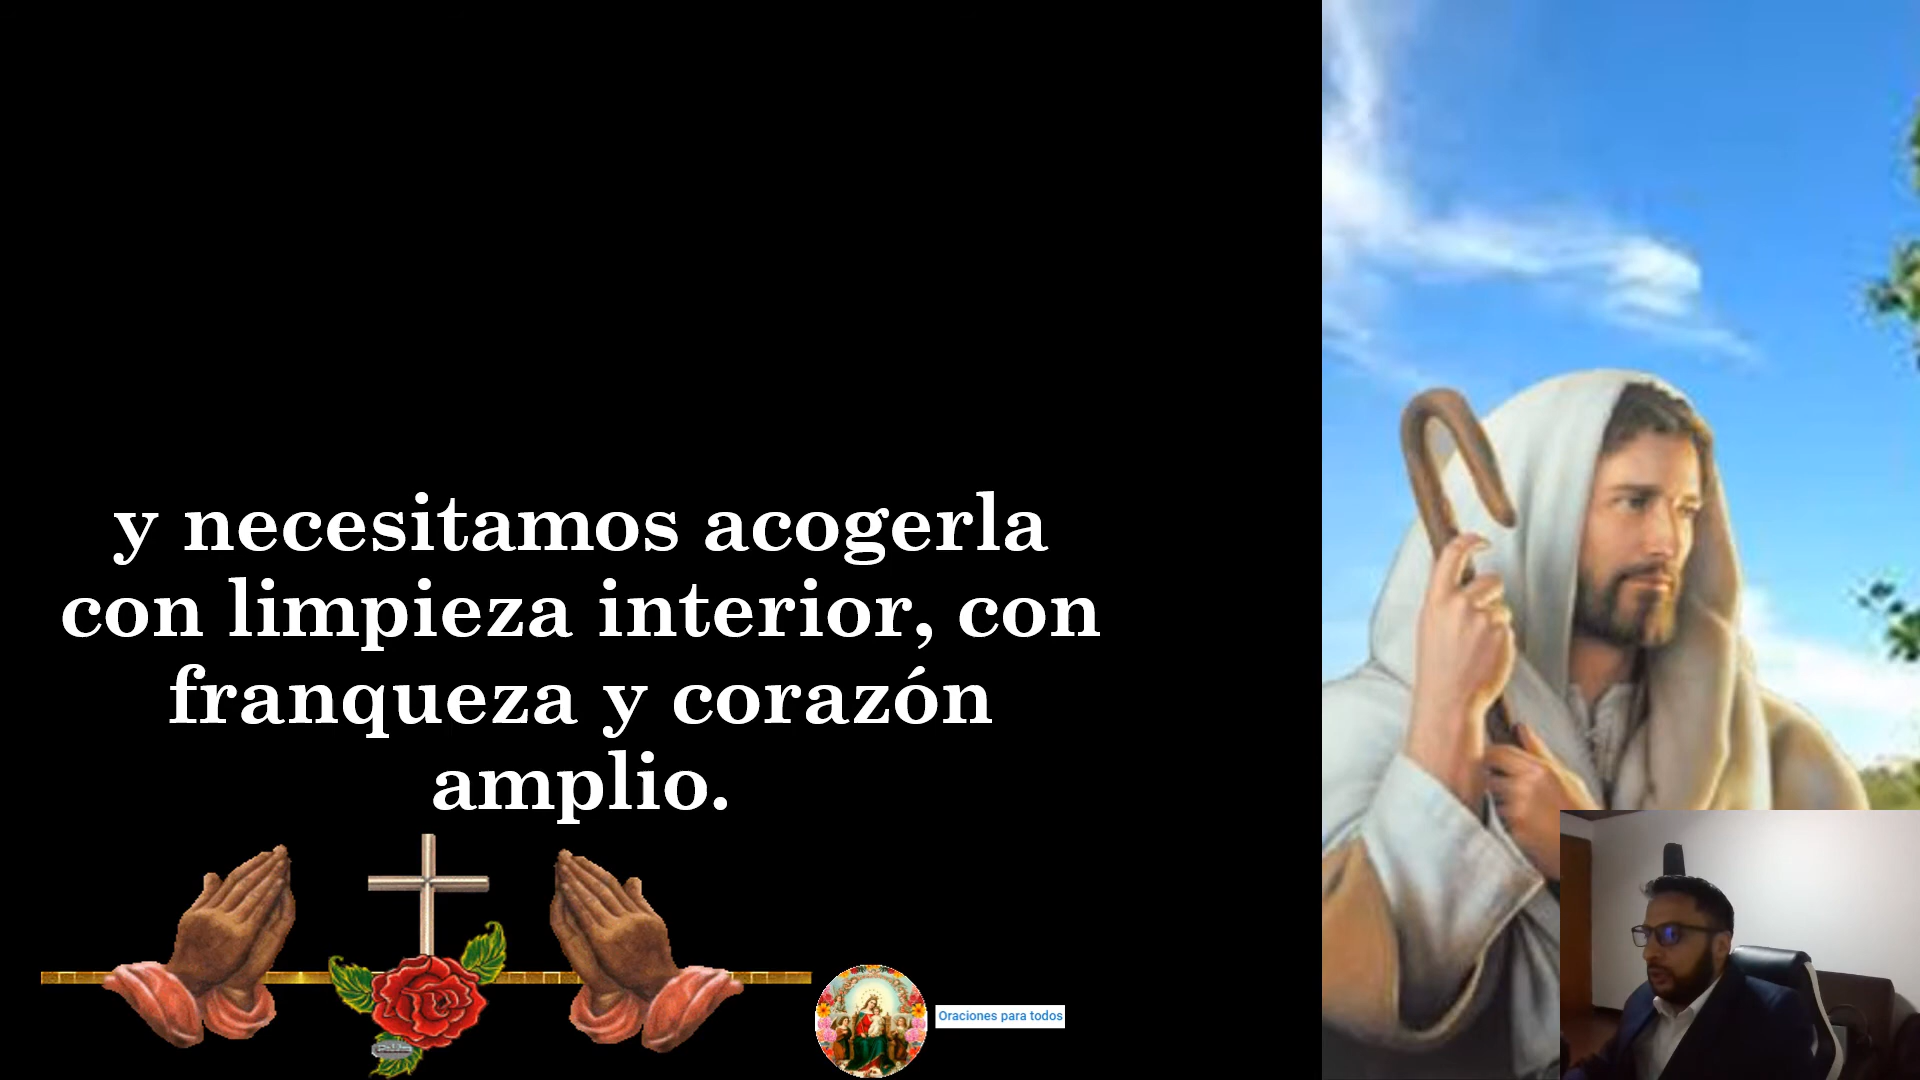 y necesitamos acogerla
con limpieza interior, con
franqueza y corazón
amplio.
Oraciones para todos